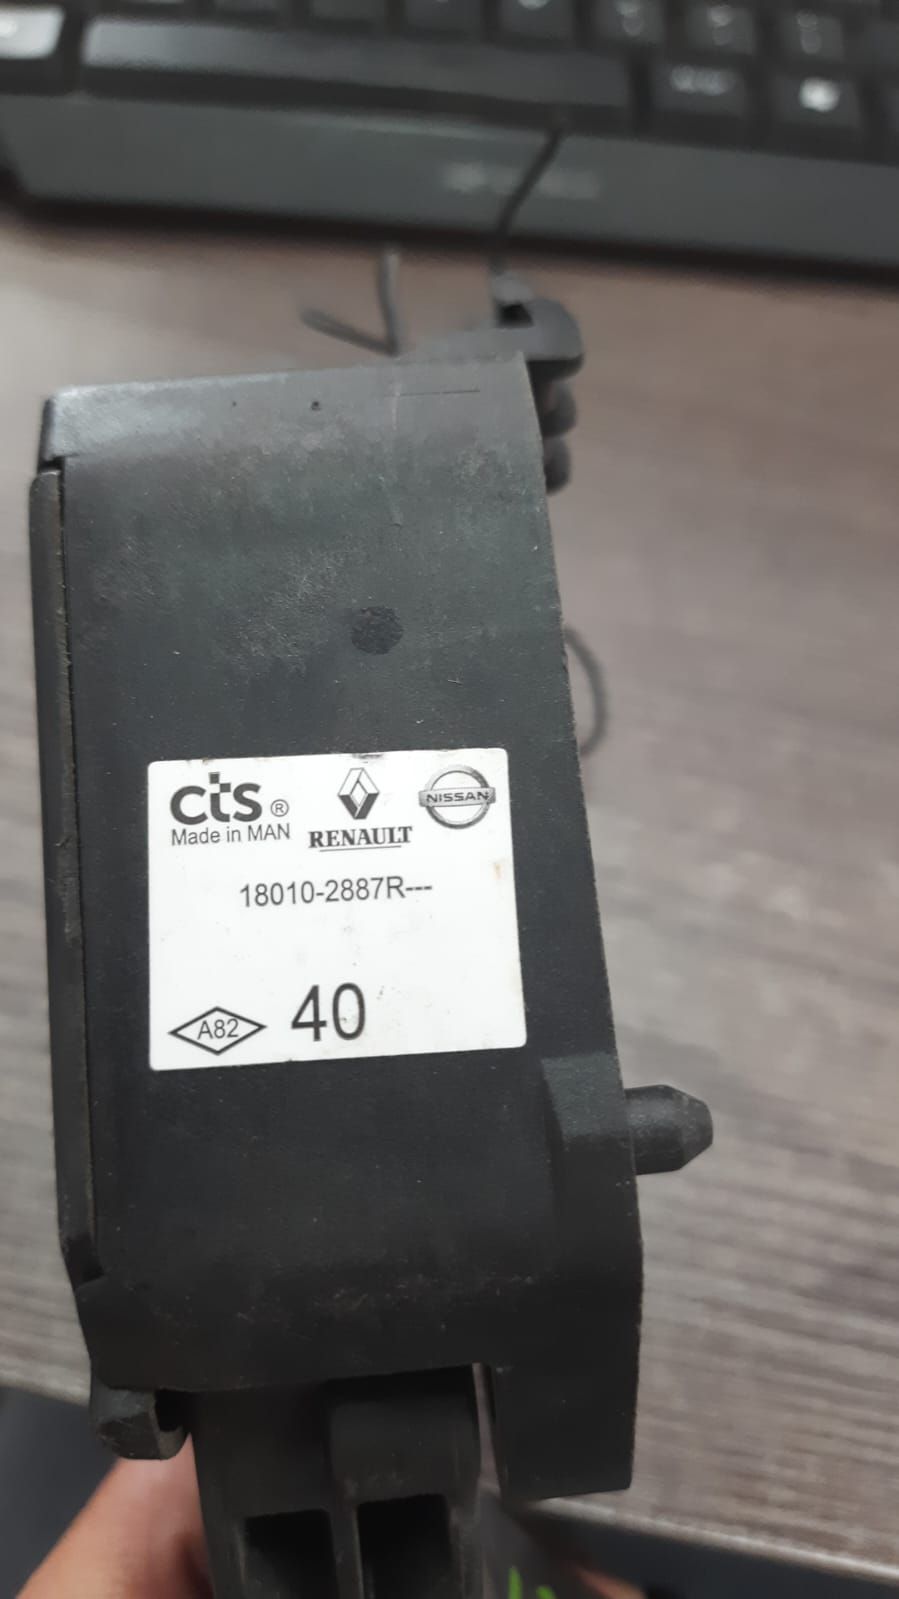 cts®
Made in MAN
RENAULT
NISSAN
18010-2887R---
A82
40